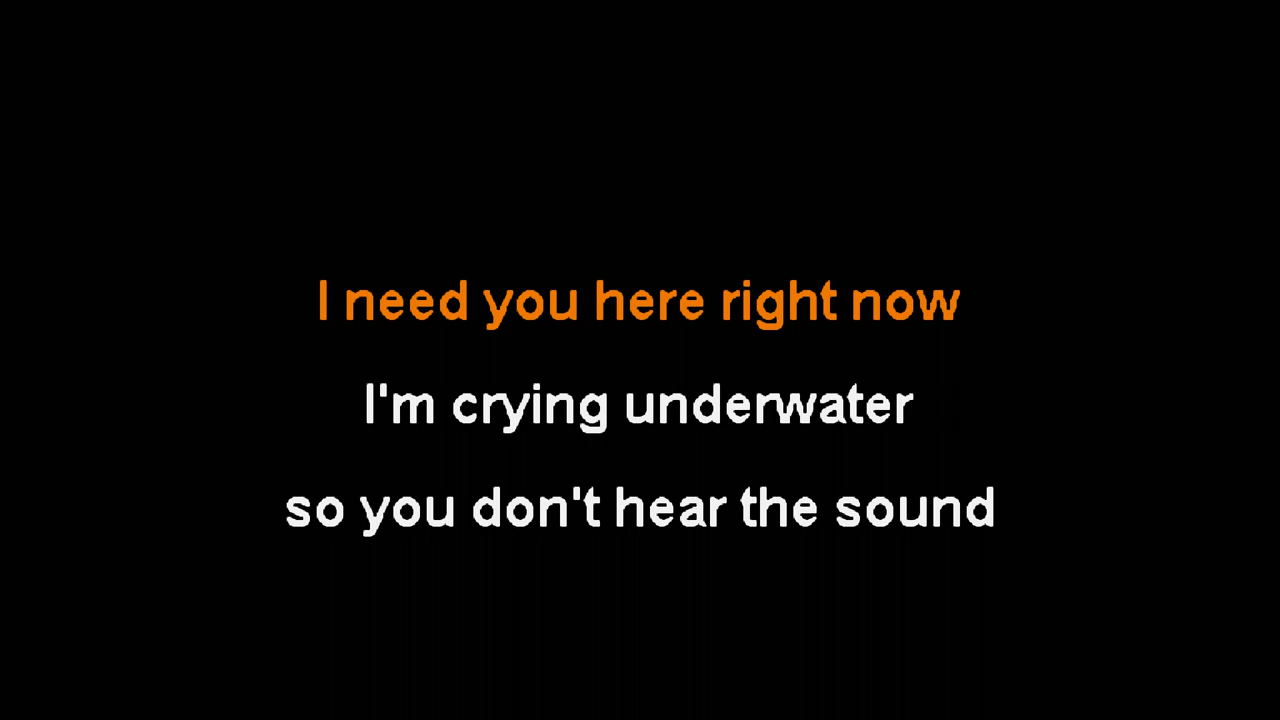 I need you here right now
I'm crying underwater
so you don't hear the sound